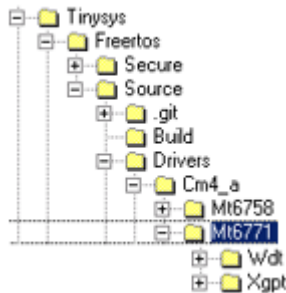 Tinysys
Freertos
Secure
Source
.git
Build
Drivers
Cm4_a
Mt6758
Mt6771
Wdt
Xgpt